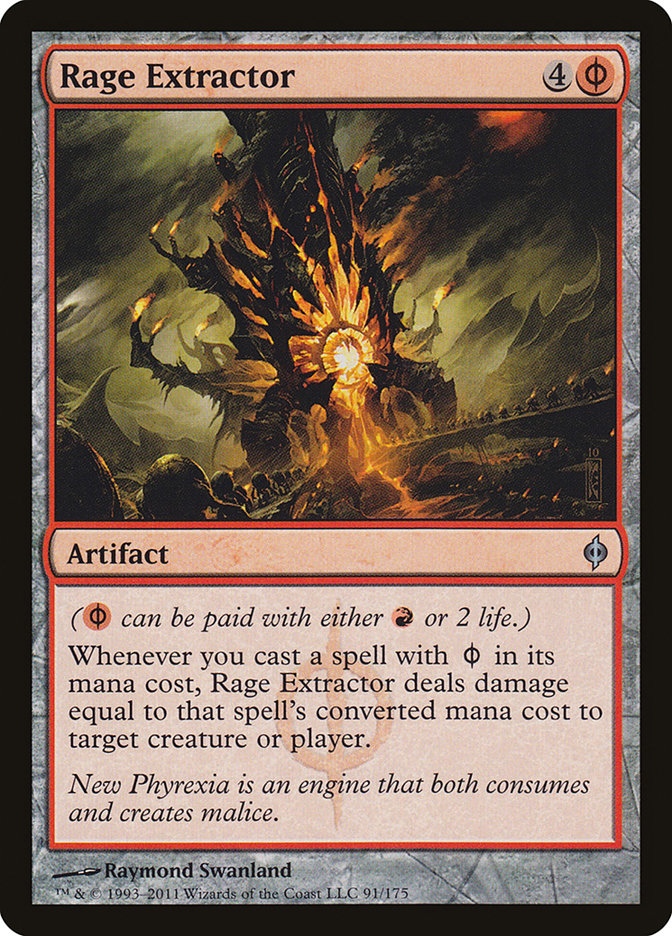 Rage Extractor 4
10
Artifact
( can be paid with either or 2 life.)
Whenever you cast a spell with in its
mana cost, Rage Extractor deals damage
equal to that spell's converted mana cost to
target creature or player.
New Phyrexia is an engine that both consumes
and creates malice.
Raymond Swanland
™ & © 1993–2011 Wizards of the Coast LLC 91/175